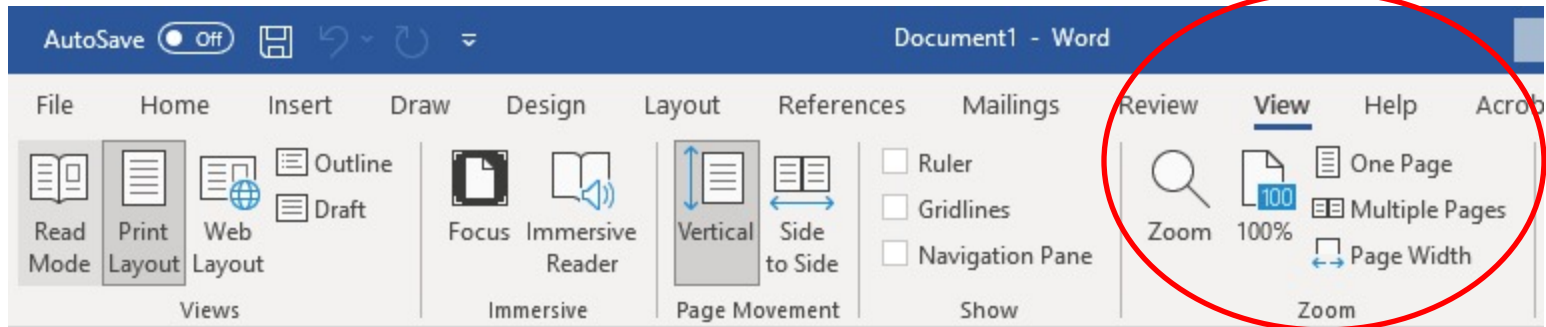 AutoSave Off Document1 - Word
File Home Insert Draw Design Layout References Mailings Review View Help Acrob
Read Mode
Print Layout
Web Layout
Outline
Draft
Views
Focus
Immersive Reader
Immersive
Vertical
Side to Side
Page Movement
Ruler
Gridlines
Navigation Pane
Show
Zoom
100
100%
One Page
Multiple Pages
Page Width
Zoom